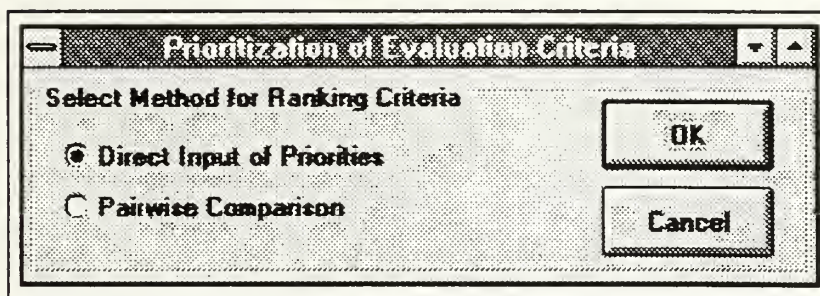 Prioritization of Evaluation Criteria
Select Method for Ranking Criteria
Direct Input of Priorities
Pairwise Comparison
OK
Cancel